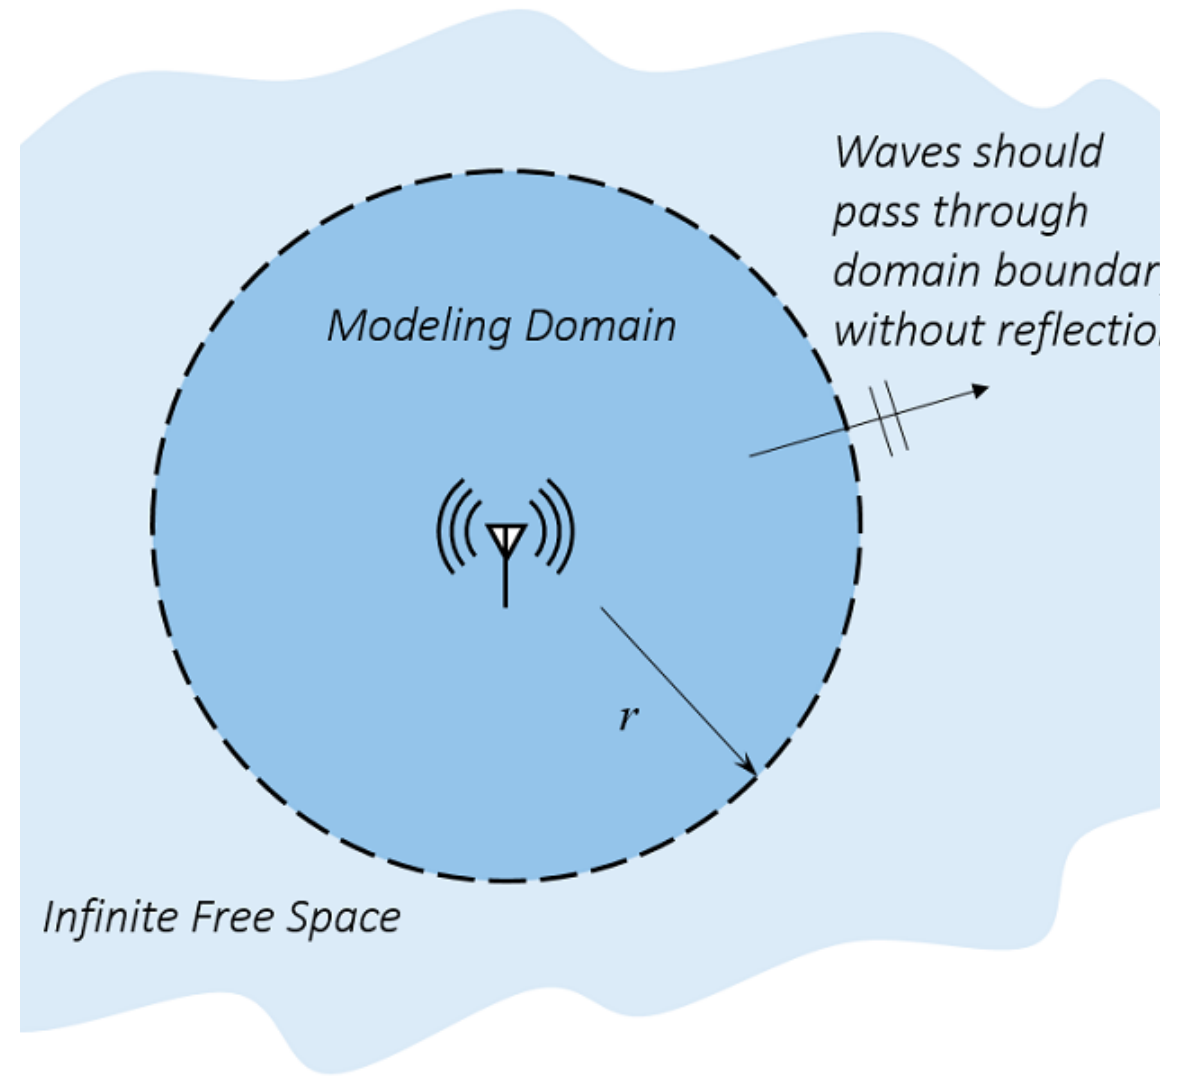 Waves should
pass through
domain boundar
without reflectio
Modeling Domain
r
Infinite Free Space